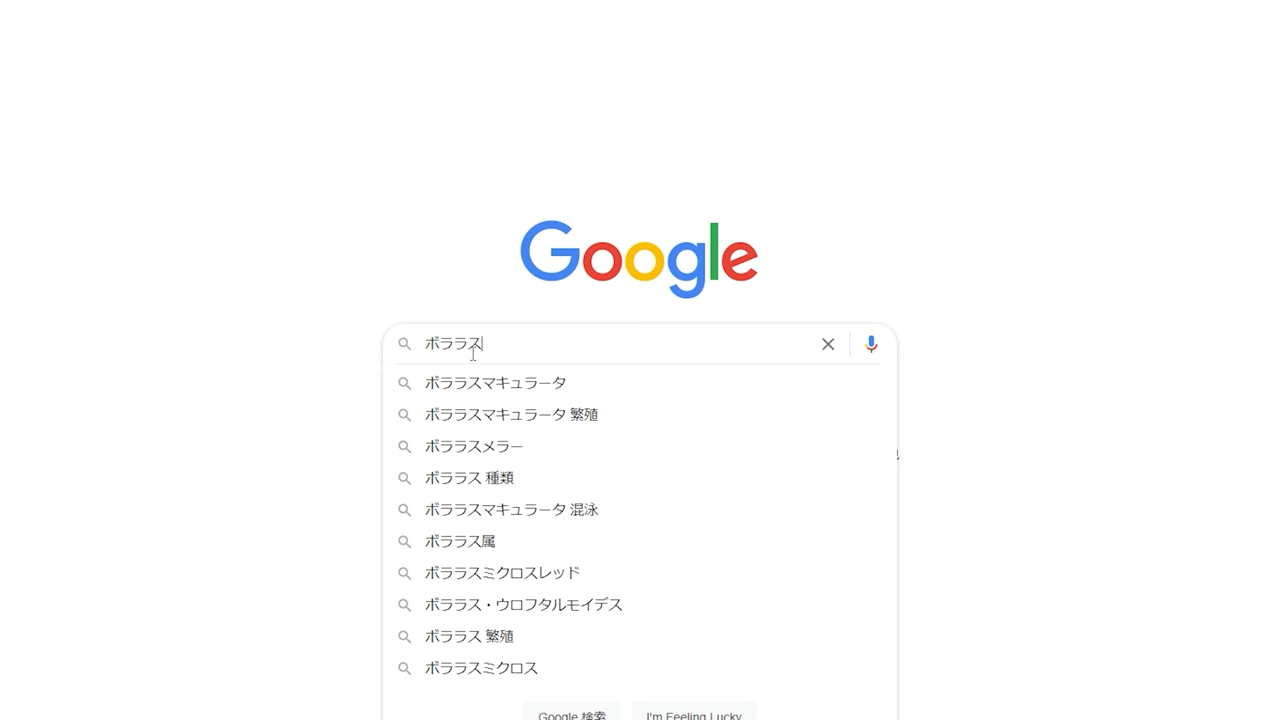 Google
ボララス
ボララスマキュラータ
ボララスマキュラータ 繁殖
ボララスメラー
ボララス 種類
ボララスマキュラータ 混泳
ボララス属
ボララスミクロスレッド
ボララス・ウロフタルモイデス
ボララス 繁殖
ボララスミクロス
Google 検索 I'm Feeling Lucky